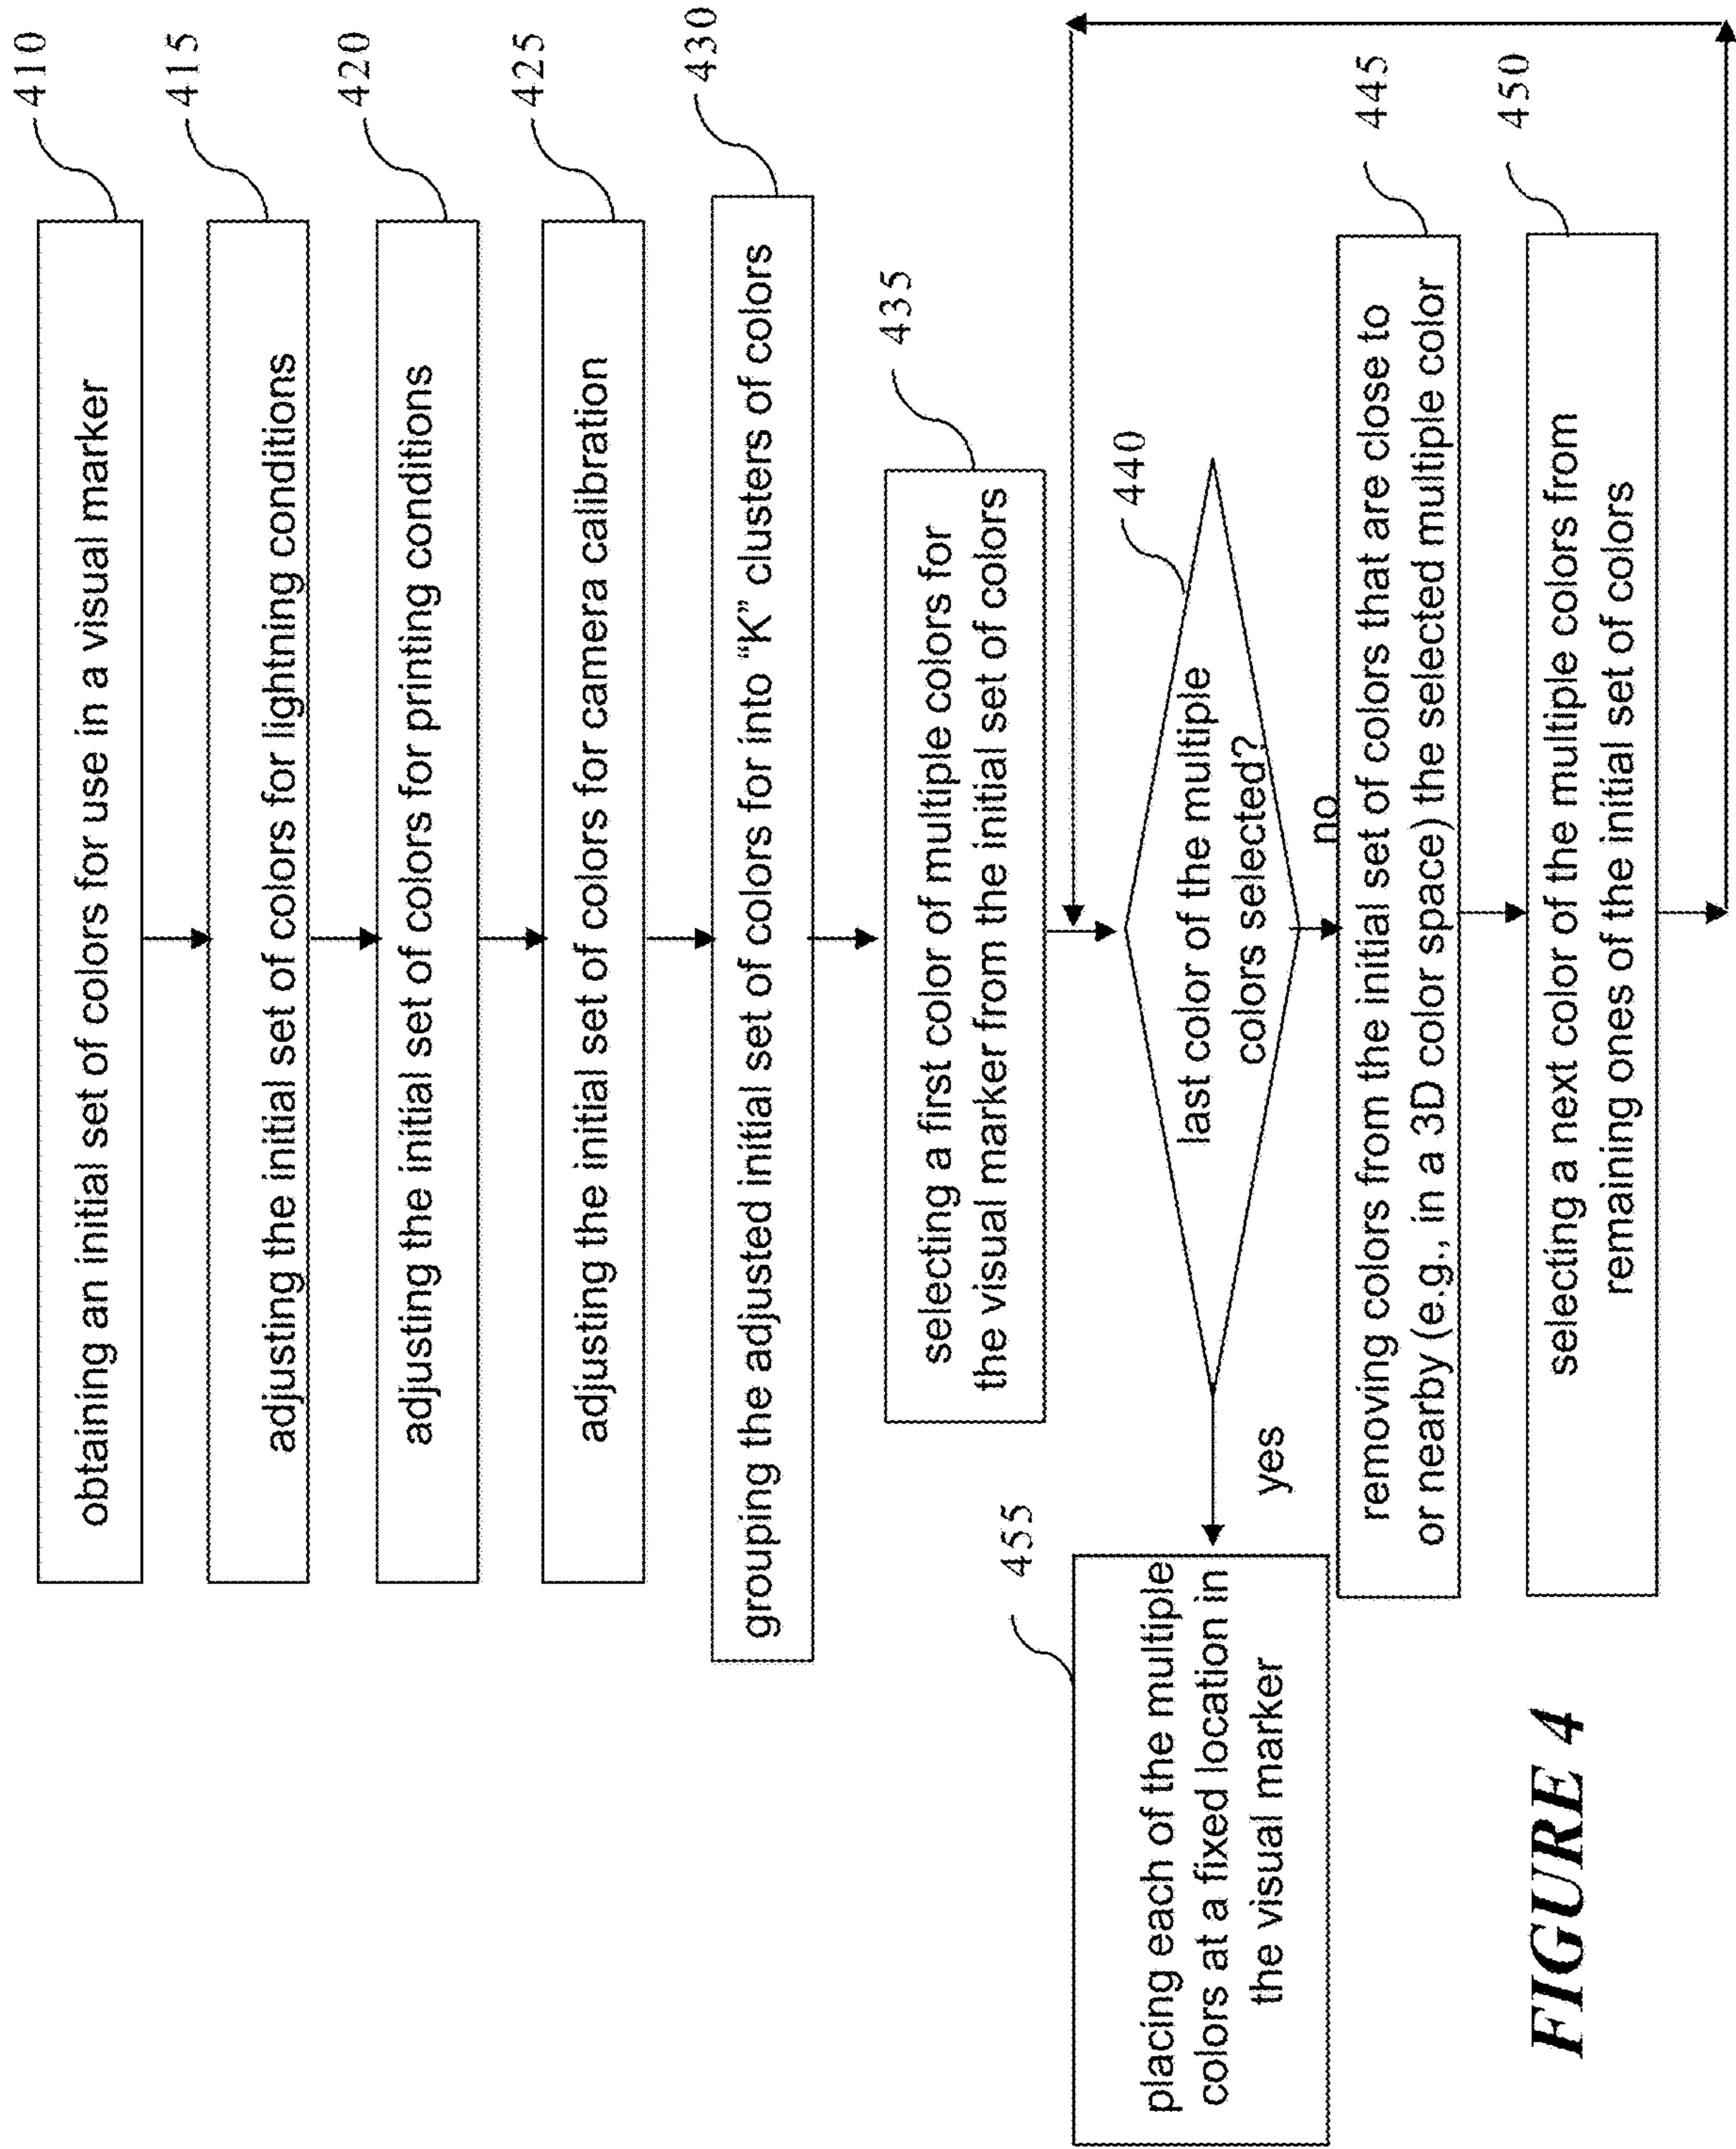 410
obtaining an initial set of colors for use in a visual marker
415
adjusting the initial set of colors for lightning conditions
420
adjusting the initial set of colors for printing conditions
425
adjusting the initial set of colors for camera calibration
430
grouping the adjusted initial set of colors for into “K” clusters of colors
435
selecting a first color of multiple colors for
the visual marker from the initial set of colors
440
last color of the multiple
colors selected?
no
yes
445
removing colors from the initial set of colors that are close to
or nearby (e.g., in a 3D color space) the selected multiple color
450
selecting a next color of the multiple colors from
remaining ones of the initial set of colors
455
placing each of the multiple
colors at a fixed location in
the visual marker
FIGURE 4